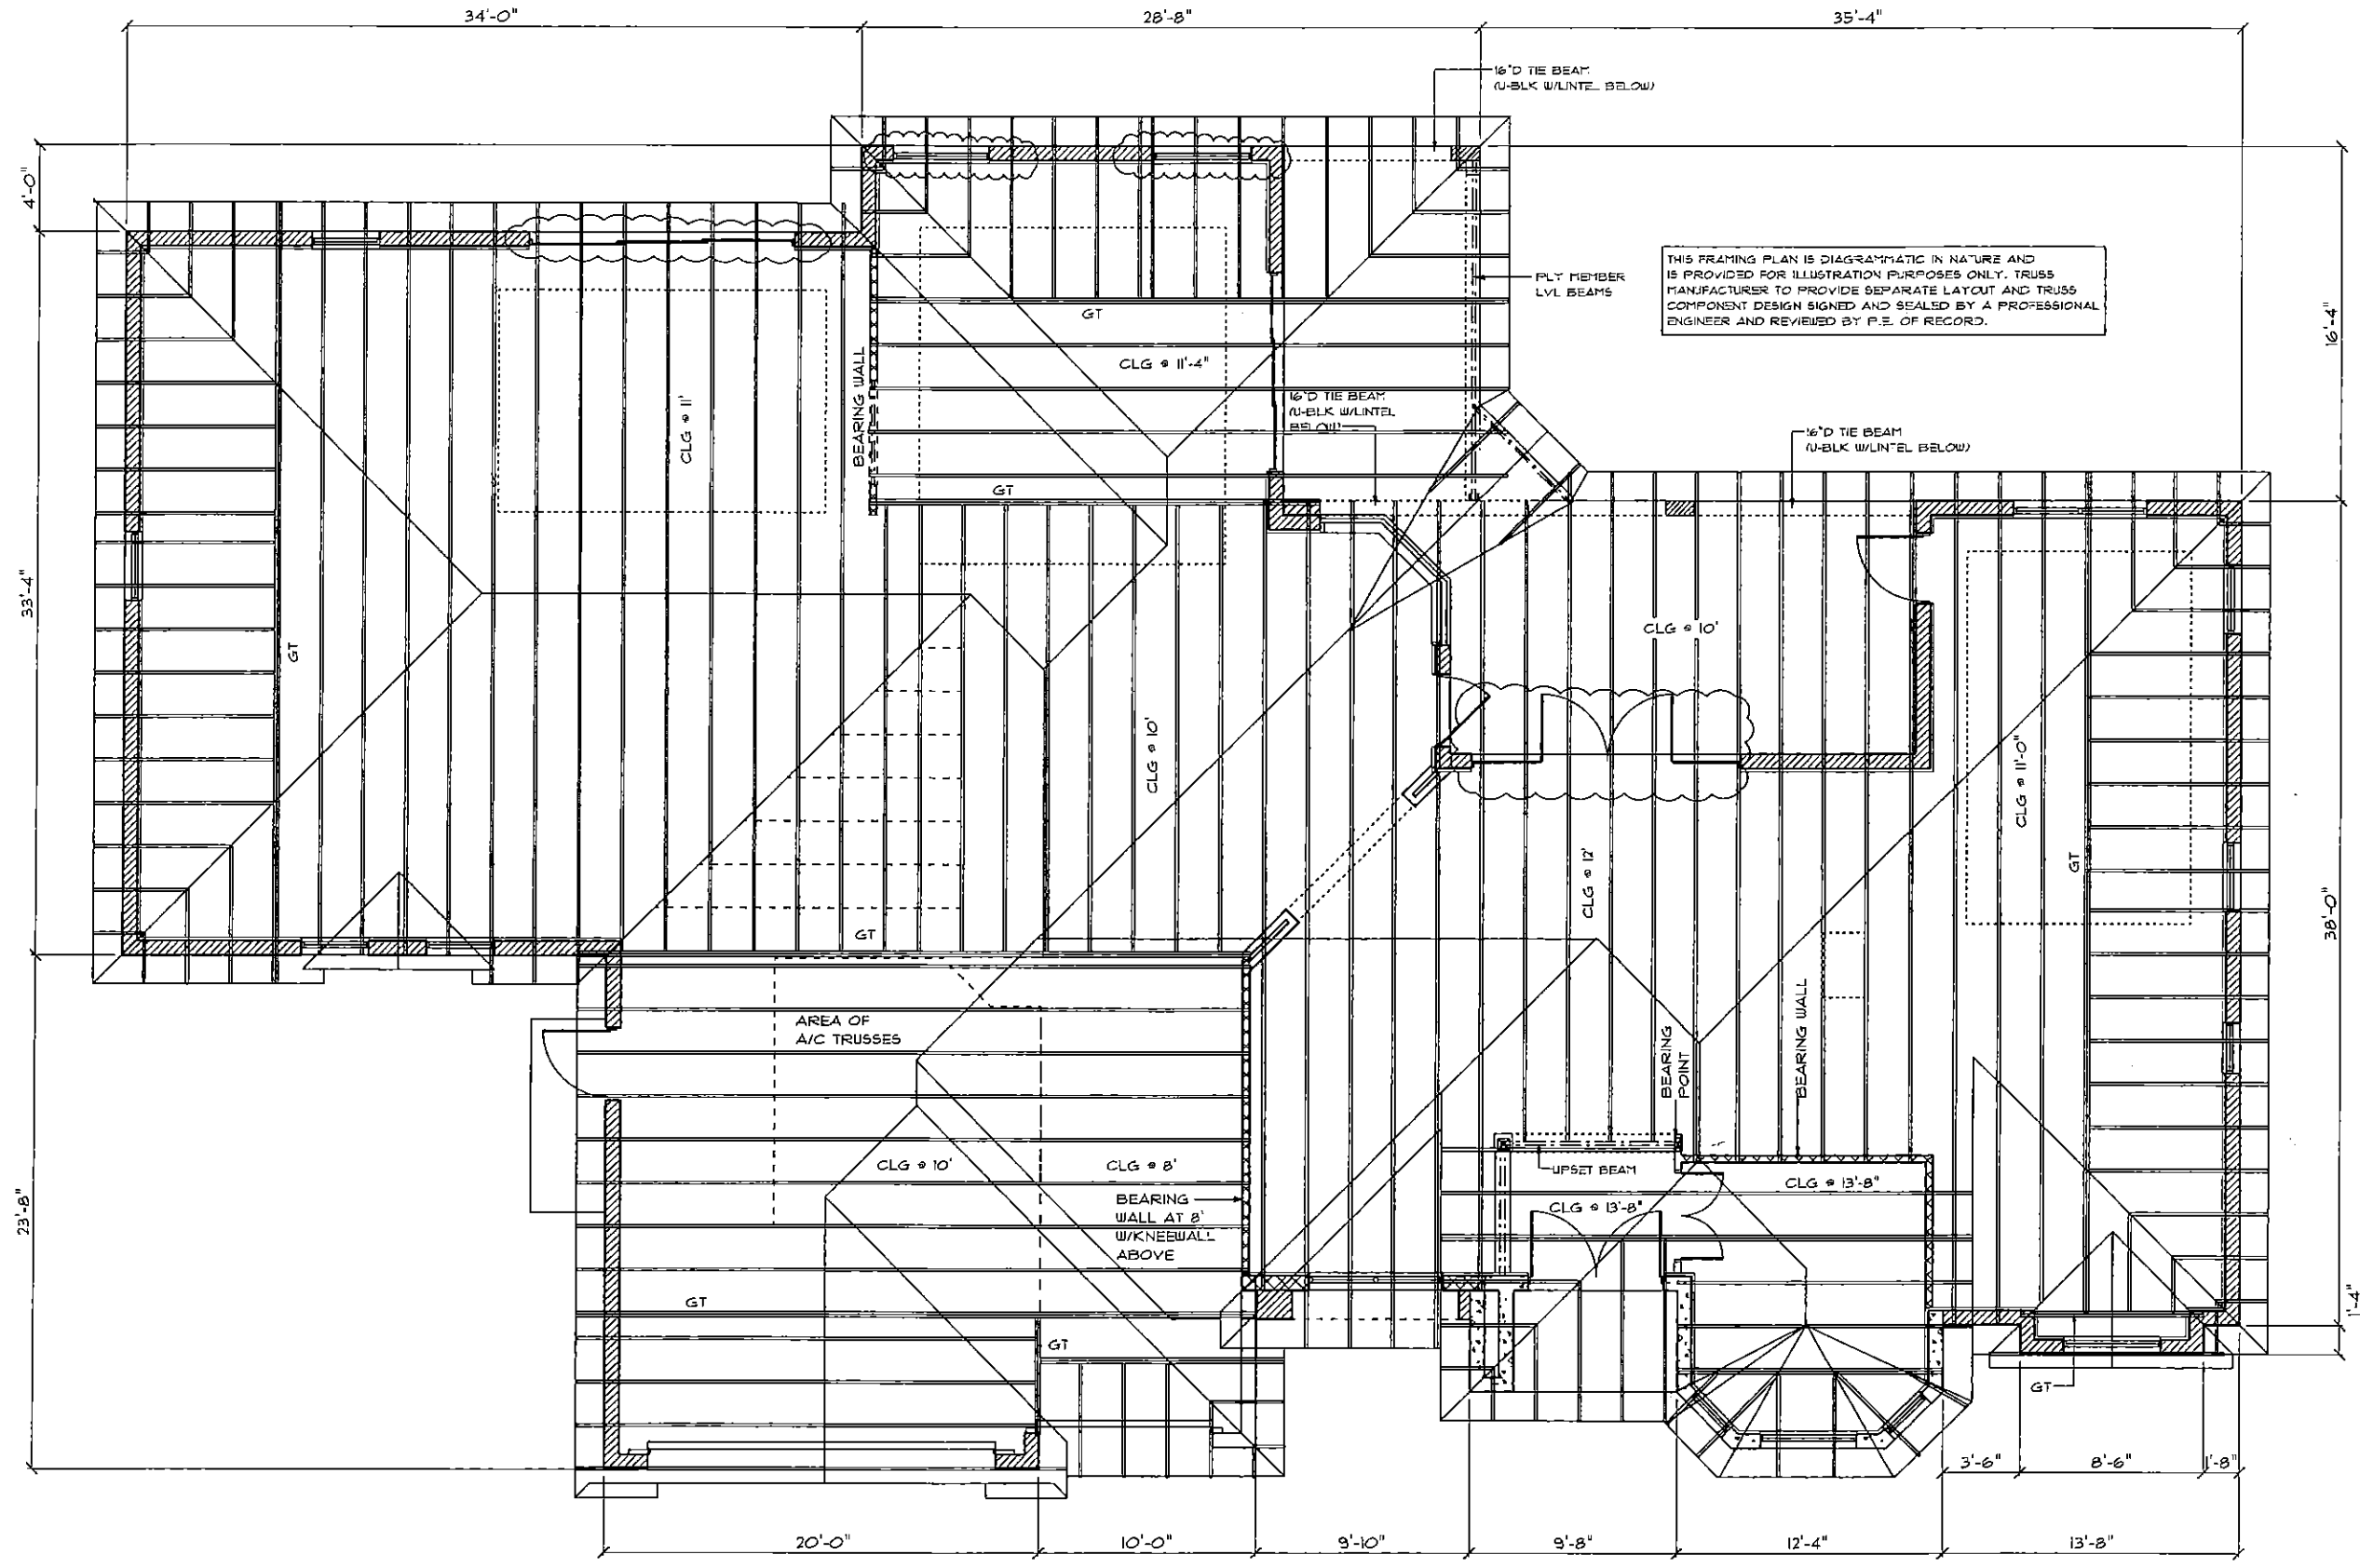 34'-0"
28'-8"
35'-4"
16"D TIE BEAM
(U-BLK W/LINTEL BELOW)
4'-0"
THIS FRAMING PLAN IS DIAGRAMMATIC IN NATURE AND
IS PROVIDED FOR ILLUSTRATION PURPOSES ONLY. TRUSS
MANUFACTURER TO PROVIDE SEPARATE LAYOUT AND TRUSS
COMPONENT DESIGN SIGNED AND SEALED BY A PROFESSIONAL
ENGINEER AND REVIEWED BY P.E. OF RECORD.
PLY MEMBER
LVL BEAMS
GT
16'-4"
CLG @ 11'-4"
BEARING WALL
CLG @ 11'
16"D TIE BEAM
(U-BLK W/LINTEL
BELOW)
16"D TIE BEAM
(U-BLK W/LINTEL BELOW)
GT
33'-4"
GT
CLG @ 10'
CLG @ 10'
CLG @ 11'-0"
GT
CLG @ 12'
38'-0"
GT
AREA OF
A/C TRUSSES
BEARING
POINT
BEARING WALL
CLG @ 10'
CLG @ 8'
UPSET BEAM
CLG @ 13'-8"
CLG @ 13'-8"
BEARING
WALL AT 8'
W/KNEEWALL
ABOVE
23'-8"
GT
GT
1'-4"
GT
3'-6"
8'-6"
1'-8"
20'-0"
10'-0"
9'-10"
9'-8"
12'-4"
13'-8"